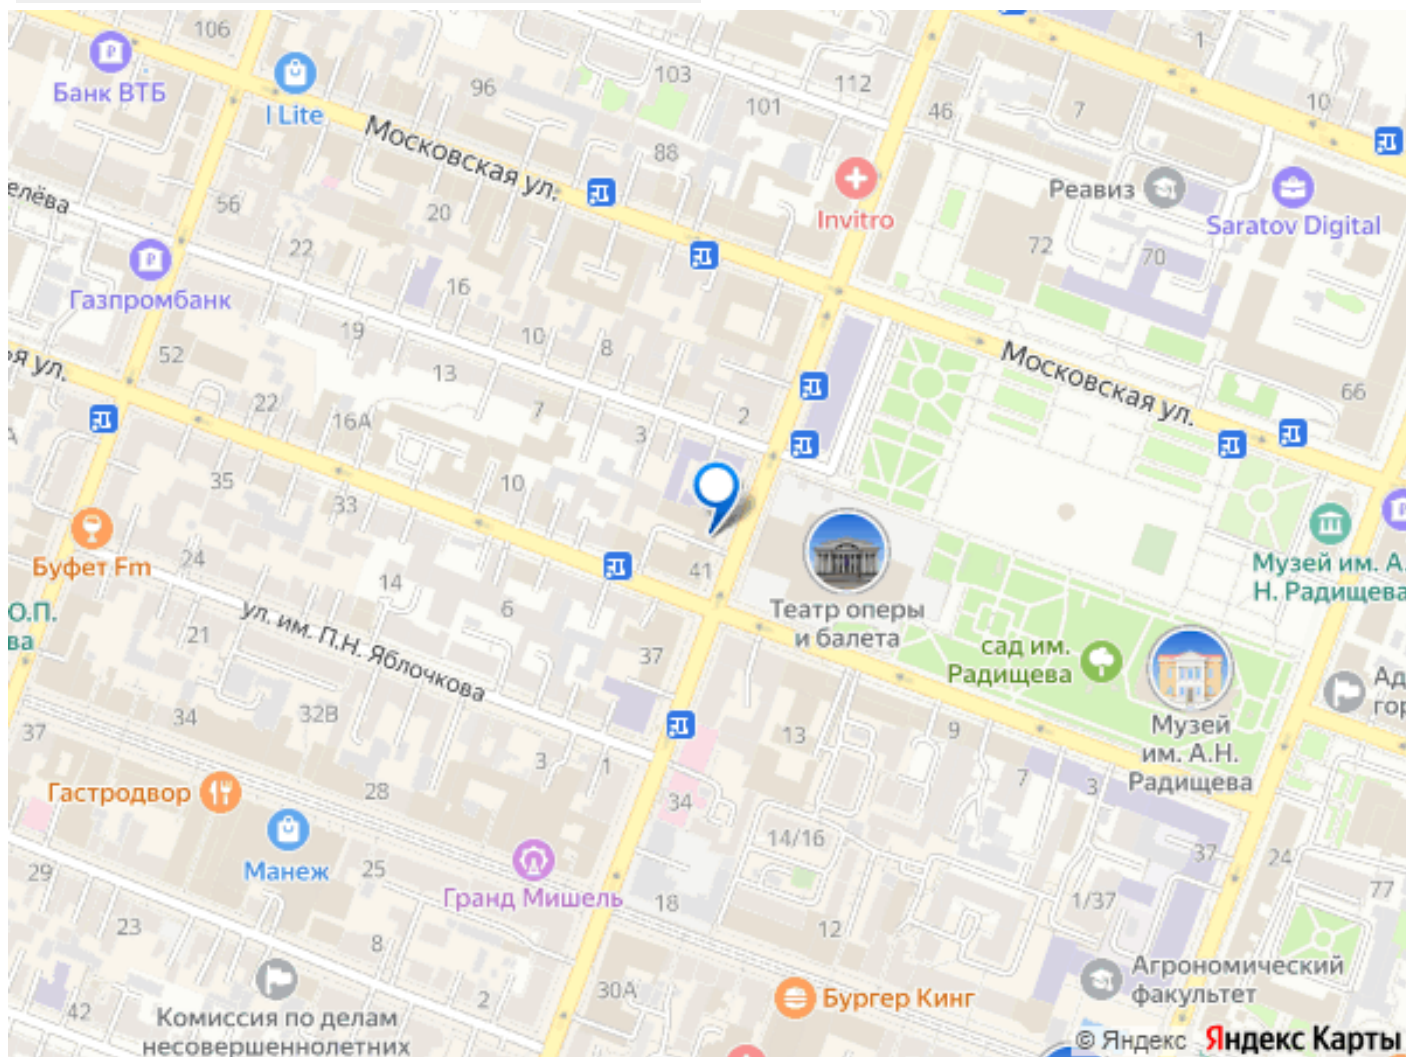 106
Банк ВТБ
I Lite
96
103
112
101
46
1
7
10
Московская ул.
88
Invitro
Реавиз
Saratov Digital
елёва
56
20
22
72
70
Газпромбанк
16
19
10
8
52
13
я ул.
22
16А
7
2
3
Московская ул.
66
35
33
10
Буфет Fm
24
14
6
41
Театр оперы
и балета
Музей им. А.
Н. Радищева
сад им.
Радищева
О.П.
ва
21
ул. им. П.Н. Яблочкова
37
Музей
им. А.Н.
Радищева
Ад
гор
37
34
32В
3
1
13
9
7
3
Гастродвор
28
34
14/16
Манеж
25
Гранд Мишель
37
24
77
29
23
8
18
12
1/37
42
Комиссия по делам
несовершеннолетних
2
30А
Бургер Кинг
Агрономический
факультет
© Яндекс Яндекс Карты